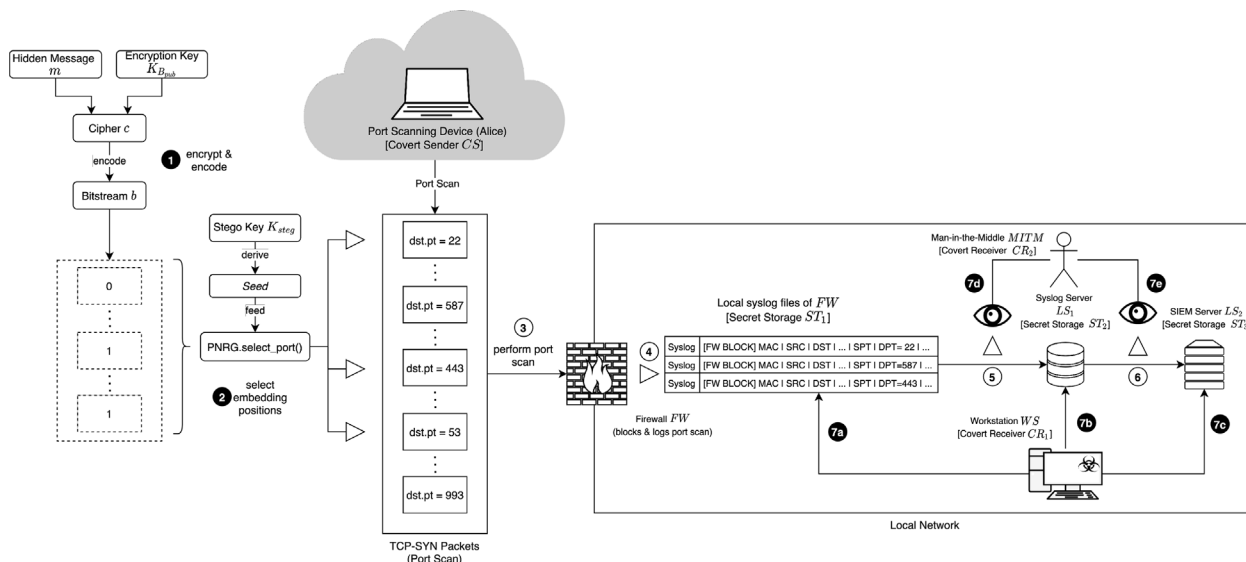 Hidden Message
m
Encryption Key
K_{B_{pub}}
Cipher c
encode
1 encrypt &
encode
Bitstream b
0
1
1
Stego Key K_{steg}
derive
Seed
feed
PNRG.select_port()
2 select
embedding
positions
Port Scanning Device (Alice)
[Covert Sender CS]
Port Scan
dst.pt = 22
dst.pt = 587
dst.pt = 443
dst.pt = 53
dst.pt = 993
TCP-SYN Packets
(Port Scan)
3
perform port
scan
Firewall FW
(blocks & logs port scan)
4
Local syslog files of FW
[Secret Storage ST_1]
Syslog [FW BLOCK] MAC | SRC | DST | ... | SPT | DPT= 22 | ...
Syslog [FW BLOCK] MAC | SRC | DST | ... | SPT | DPT=587 | ...
Syslog [FW BLOCK] MAC | SRC | DST | ... | SPT | DPT=443 | ...
Man-in-the-Middle MITM
[Covert Receiver CR_2]
7d
7e
Syslog Server
LS_1
[Secret Storage ST_2]
SIEM Server LS_2
[Secret Storage ST
5
6
7a
Workstation WS
[Covert Receiver CR_1]
7b
7c
Local Network